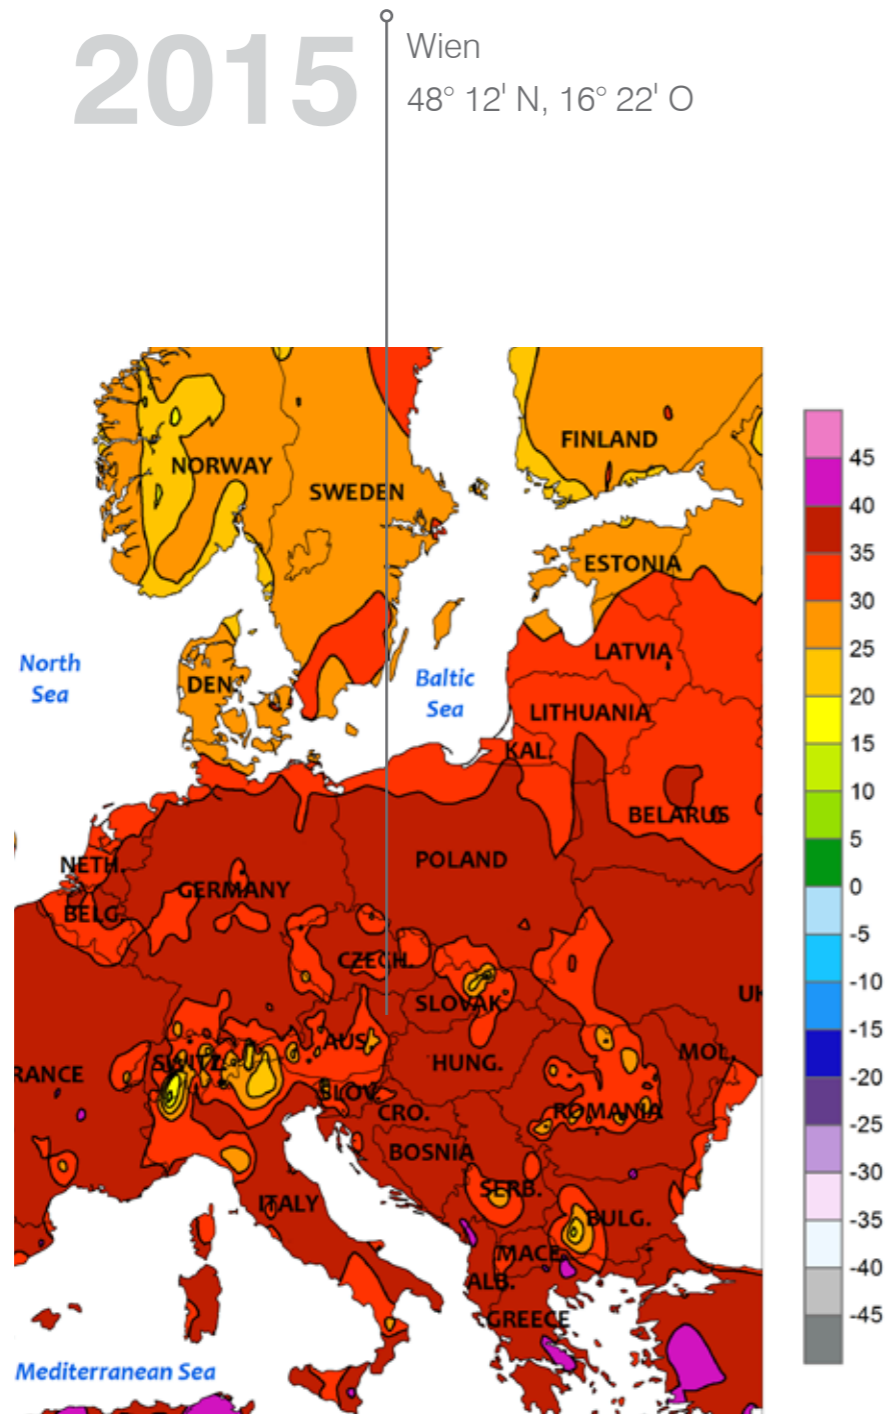 2015
Wien
48° 12' N, 16° 22' O
NORWAY
SWEDEN
FINLAND
ESTONIA
LATVIA
North
Sea
DEN.
Baltic
Sea
LITHUANIA
KAL.
BELARUS
NETH.
GERMANY
POLAND
BELG.
CZECH.
SLOVAK.
UK
AUS.
SWITZ.
RANCE
HUNG.
MOL.
SLOV.
CRO.
ROMANIA
BOSNIA
ITALY
SERB.
BULG.
MACE.
ALB.
GREECE
Mediterranean Sea
45
40
35
30
25
20
15
10
5
0
-5
-10
-15
-20
-25
-30
-35
-40
-45